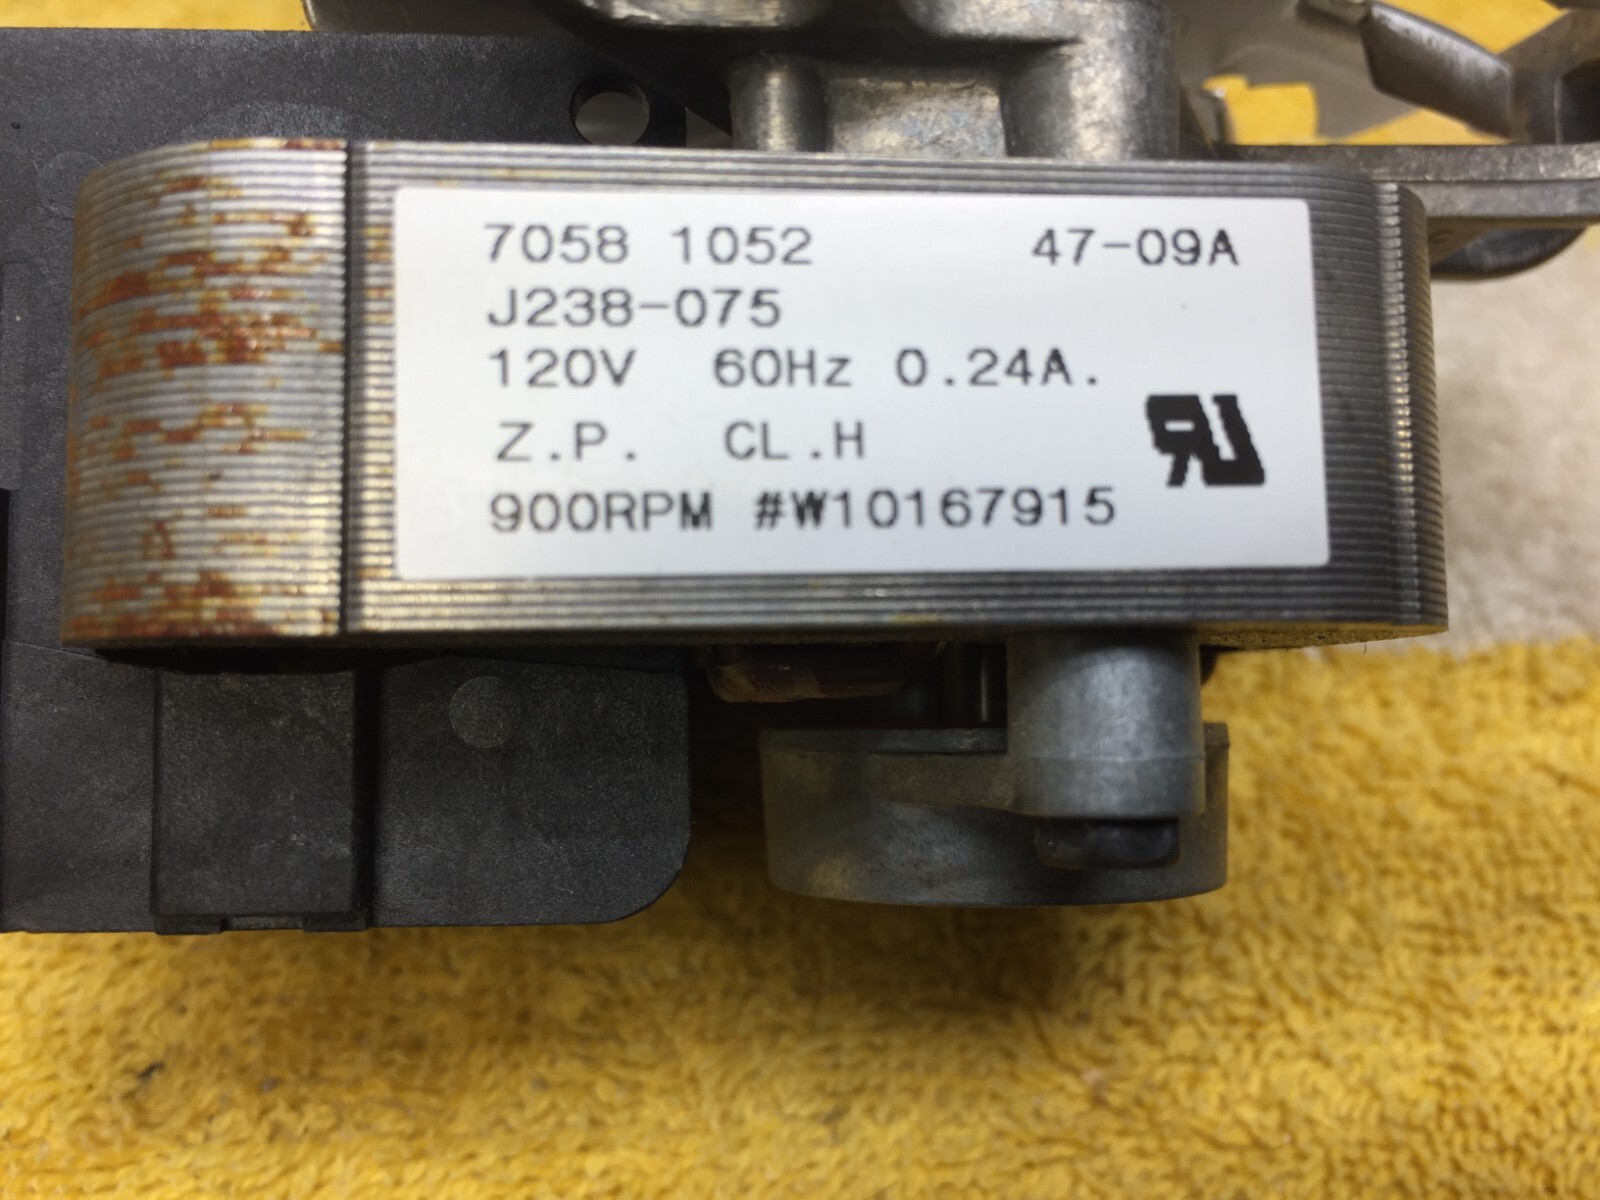 7058 1052 47-09A
J238-075
120V 60Hz 0.24A.
Z.P. CL.H
900RPM #W10167915